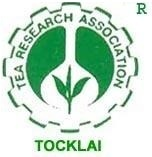 R
TEA RESEARCH ASSOCIATION
TOCKLAI